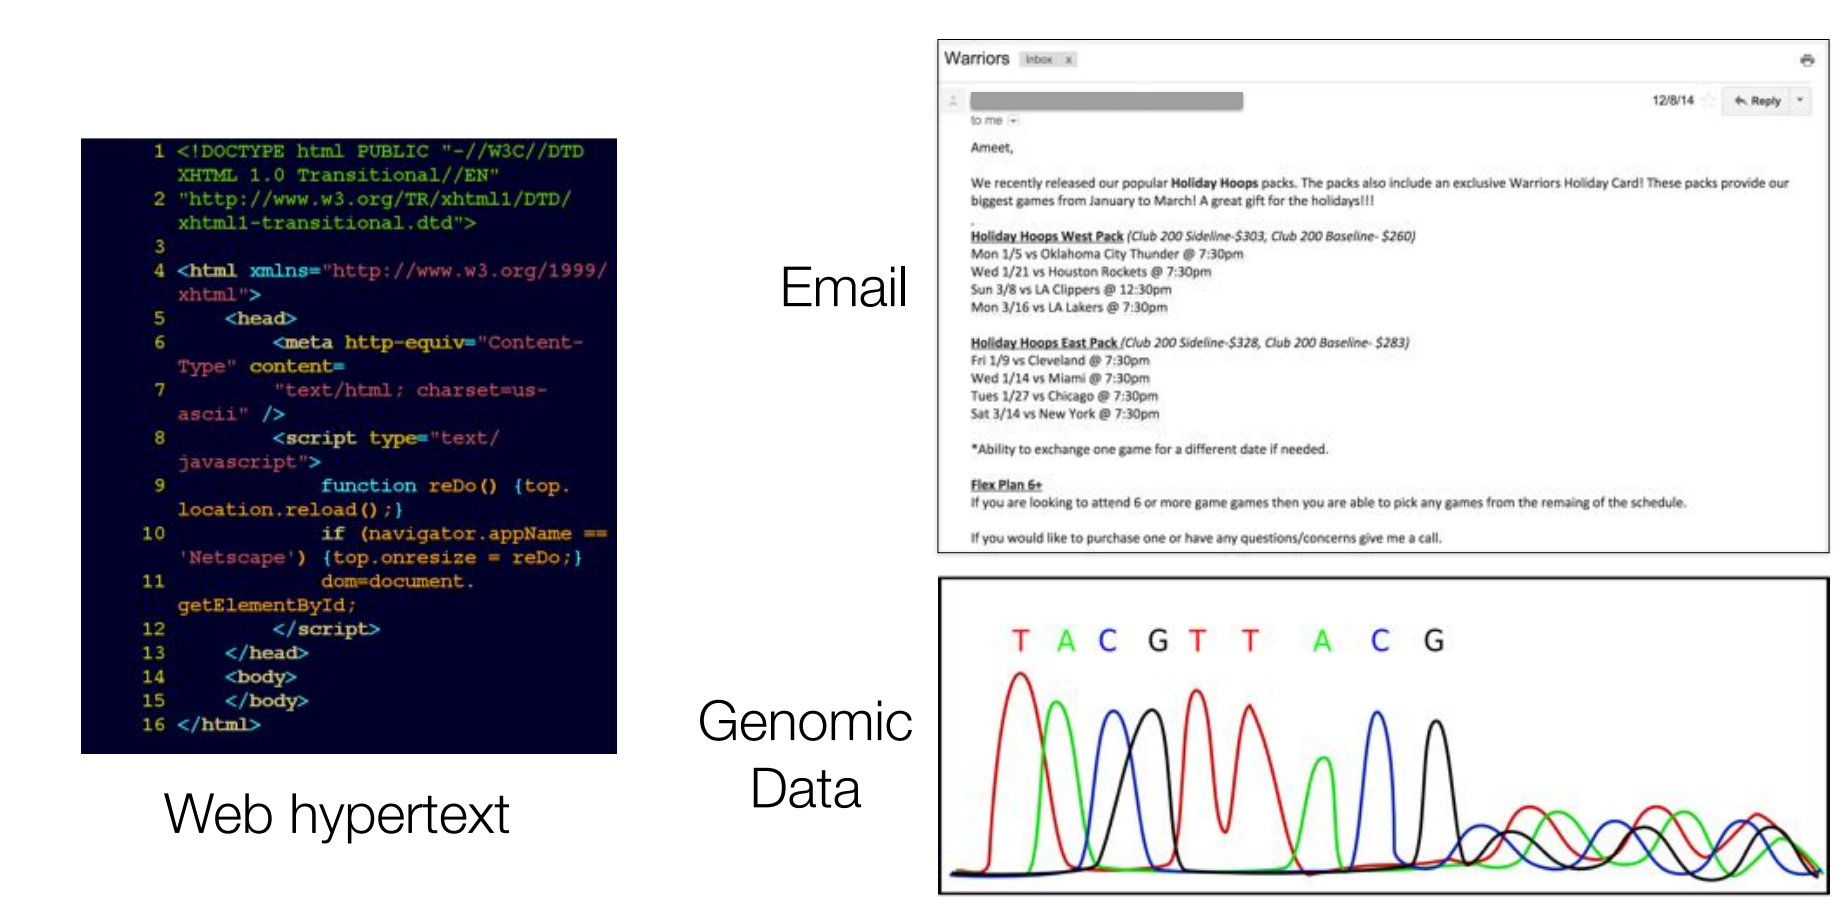 1 <!DOCTYPE html PUBLIC "-//W3C//DTD
XHTML 1.0 Transitional//EN"
2 "http://www.w3.org/TR/xhtml1/DTD/
xhtml1-transitional.dtd">
3
4 <html xmlns="http://www.w3.org/1999/
xhtml">
5 <head>
6 <meta http-equiv="Content-
Type" content=
7 "text/html; charset=us-
ascii" />
8 <script type="text/
javascript">
9 function reDo() {top.
location.reload();}
10 if (navigator.appName ==
'Netscape') {top.onresize = reDo;}
11 dom=document.
getElementById;
12 </script>
13 </head>
14 <body>
15 </body>
16 </html>
Web hypertext
Email
Warriors Inbox x
12/8/14 Reply
to me
Ameet,
We recently released our popular Holiday Hoops packs. The packs also include an exclusive Warriors Holiday Card! These packs provide our
biggest games from January to March! A great gift for the holidays!!!
.
Holiday Hoops West Pack (Club 200 Sideline-$303, Club 200 Baseline- $260)
Mon 1/5 vs Oklahoma City Thunder @ 7:30pm
Wed 1/21 vs Houston Rockets @ 7:30pm
Sun 3/8 vs LA Clippers @ 12:30pm
Mon 3/16 vs LA Lakers @ 7:30pm
Holiday Hoops East Pack (Club 200 Sideline-$328, Club 200 Baseline- $283)
Fri 1/9 vs Cleveland @ 7:30pm
Wed 1/14 vs Miami @ 7:30pm
Tues 1/27 vs Chicago @ 7:30pm
Sat 3/14 vs New York @ 7:30pm
*Ability to exchange one game for a different date if needed.
Flex Plan 6+
If you are looking to attend 6 or more game games then you are able to pick any games from the remaing of the schedule.
If you would like to purchase one or have any questions/concerns give me a call.
Genomic
Data
T A C G T T A C G